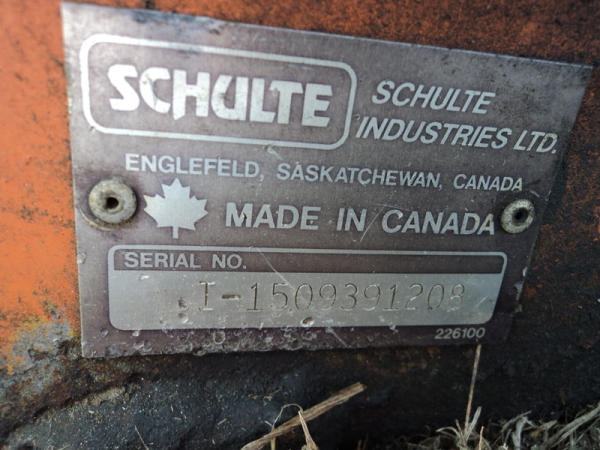 SCHULTE
SCHULTE
INDUSTRIES LTD.
ENGLEFELD, SASKATCHEWAN, CANADA
MADE IN CANADA
SERIAL NO.
I-1509391208
226100